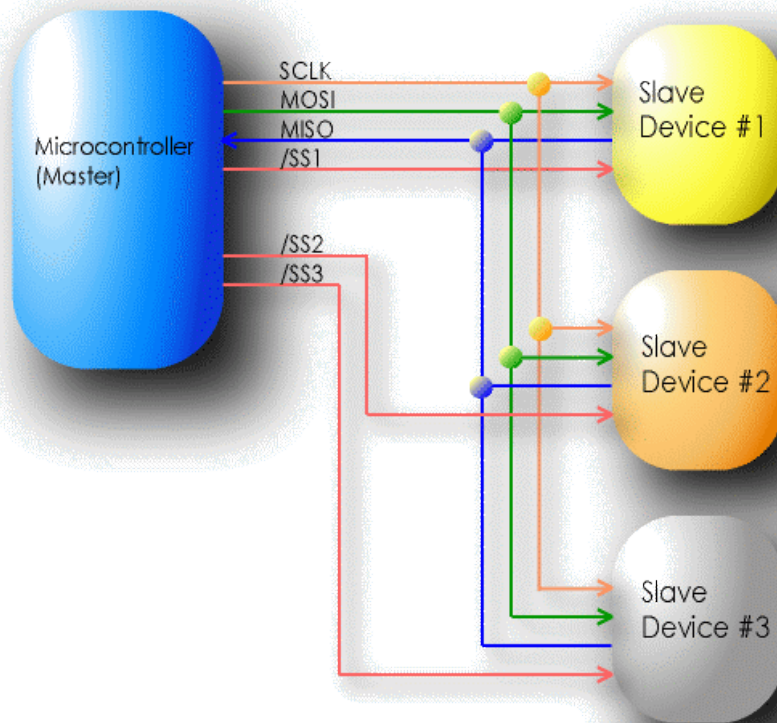 SCLK
MOSI
MISO
/SS1
Microcontroller
(Master)
/SS2
/SS3
Slave
Device #1
Slave
Device #2
Slave
Device #3